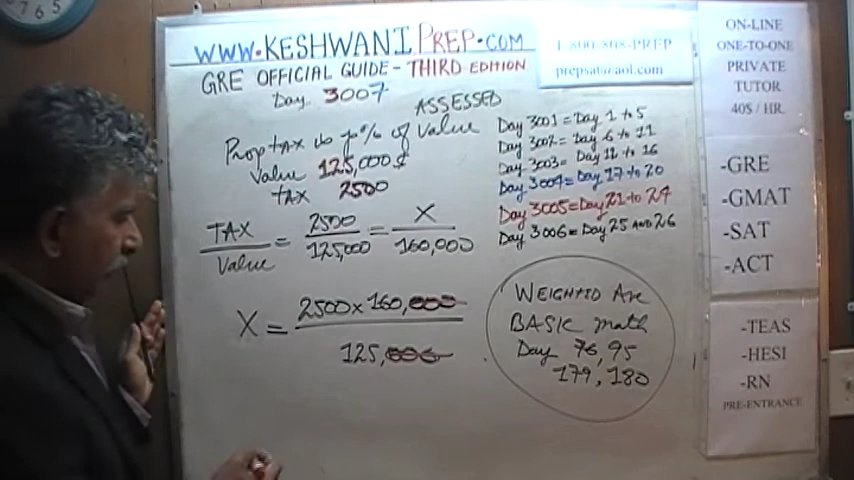 WWW.KESHWANIPREP.COM
GRE OFFICIAL GUIDE - THIRD EDITION
Day 3007
ASSESSED
Prop tax is p% of Value
Value 125,000$
tax 2500
TAX / Value = 2500 / 125,000 = X / 160,000
X = 2500 x 160,000 / 125,000
Day 3001 = Day 1 to 5
Day 3002 = Day 6 to 11
Day 3003 = Day 12 to 16
Day 3004 = Day 17 to 20
Day 3005 = Day 21 to 24
Day 3006 = Day 25 AND 26
WEIGHTED Ave
BASIC math
Day 76, 95
179, 180
1-800-808-PREP
prepsat@aol.com
ON-LINE
ONE-TO-ONE
PRIVATE
TUTOR
40$ / HR.
-GRE
-GMAT
-SAT
-ACT
-TEAS
-HESI
-RN
PRE-ENTRANCE
7 6 5